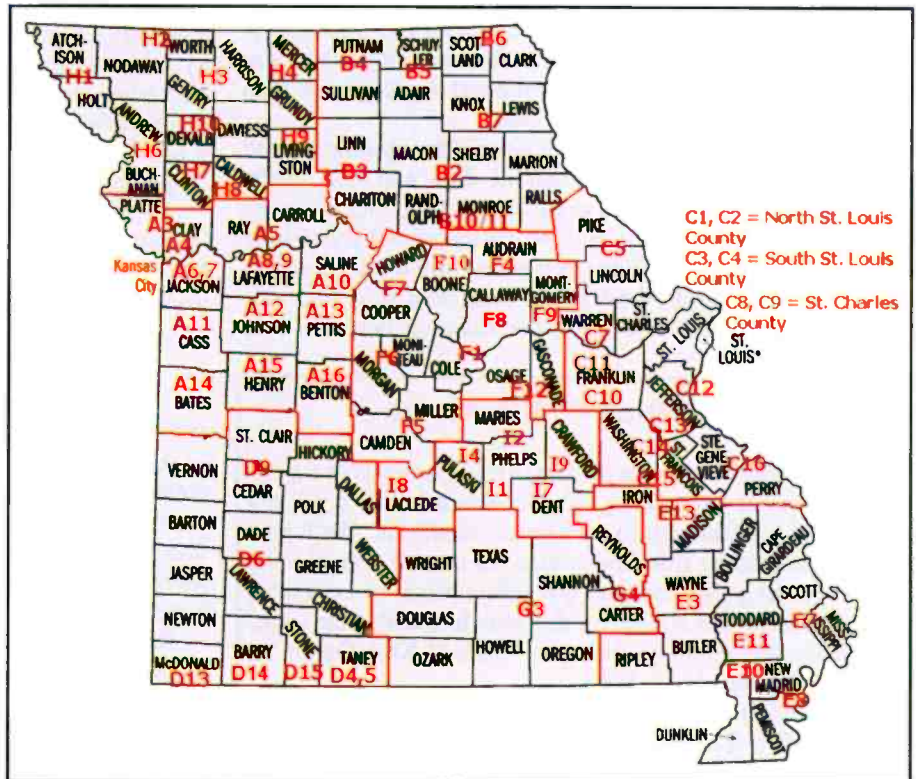 ATCH-
ISON
H2
WORTH
HARRISON
MERCER
PUTNAM
SCHUY
LER
SCOT
LAND
B6
CLARK
NODAWAY
H1
H3
H4
B4
B5
HOLT
GENTRY
GRUNDY
SULLIVAN
ADAIR
KNOX
LEWIS
B7
ANDREW
H10
DEKALB
DAVIESS
H9
LIVING
STON
LINN
MACON
SHELBY
MARION
H6
BUCH-
ANAN
H7
CLINTON
CALDWELL
H8
B3
B2
PLATTE
CHARITON
RAN-
DOLPH
MONROE
B10/11
RALLS
A3
CLAY
A4
RAY
A5
CARROLL
PIKE
C1, C2 = North St. Louis
County
C3, C4 = South St. Louis
County
C8, C9 = St. Charles
County
Kansas
City
A6,7
JACKSON
A8,9
LAFAYETTE
SALINE
A10
HOWARD
F7
F10
BOONE
AUDRAIN
F4
C5
LINCOLN
CALLAWAY
F8
MONT-
GOMERY
F9
WARREN
C7
ST.
CHARLES
ST. LOUIS
ST.
LOUIS*
A11
CASS
A12
JOHNSON
A13
PETTIS
COOPER
F6
MONI-
TEAU
COLE
F1
OSAGE
F12
GASCONADE
C11
FRANKLIN
C10
JEFFERSON
C12
A14
BATES
A15
HENRY
A16
BENTON
MORGAN
MILLER
F5
MARIES
I2
C13
ST. CLAIR
HICKORY
CAMDEN
I4
PULASKI
PHELPS
I1
CRAWFORD
I9
WASHINGTON
C14
C15
ST.
FRANCOIS
STE.
GENE
VIEVE
C16
PERRY
VERNON
D9
CEDAR
POLK
DALLAS
I8
LACLEDE
I7
DENT
IRON
E13
MADISON
BARTON
DADE
D6
REYNOLDS
BOLLINGER
CAPE
GIRARDEAU
JASPER
LAWRENCE
GREENE
WEBSTER
WRIGHT
TEXAS
SHANNON
G4
WAYNE
E3
SCOTT
NEWTON
CHRISTIAN
DOUGLAS
G3
CARTER
STODDARD
E11
MISS-
ISSIPPI
McDONALD
D13
BARRY
D14
STONE
D15
TANEY
D4,5
OZARK
HOWELL
OREGON
RIPLEY
BUTLER
E10
NEW
MADRID
DUNKLIN
PEMISCOT